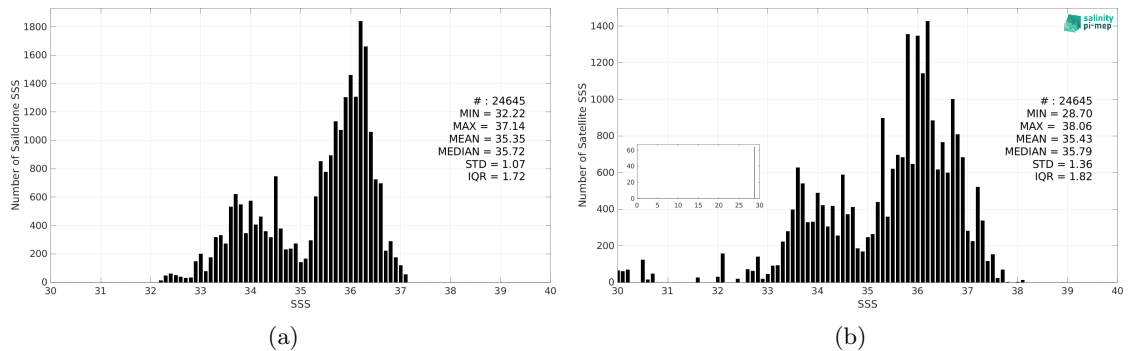 1800
1600
1400
1200
1000
800
600
400
200
0
Number of Saildrone SSS
# : 24645
MIN = 32.22
MAX = 37.14
MEAN = 35.35
MEDIAN = 35.72
STD = 1.07
IQR = 1.72
30 31 32 33 34 35 36 37 38 39 40
SSS
(a)
1400
1200
1000
800
600
400
200
0
Number of Satellite SSS
salinity
pi-mep
# : 24645
MIN = 28.70
MAX = 38.06
MEAN = 35.43
MEDIAN = 35.79
STD = 1.36
IQR = 1.82
60
40
20
0
0 5 10 15 20 25 30
30 31 32 33 34 35 36 37 38 39 40
SSS
(b)